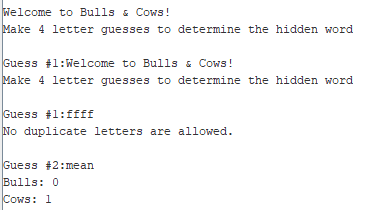 Welcome to Bulls & Cows!
Make 4 letter guesses to determine the hidden word
Guess #1:Welcome to Bulls & Cows!
Make 4 letter guesses to determine the hidden word
Guess #1:ffff
No duplicate letters are allowed.
Guess #2:mean
Bulls: 0
Cows: 1